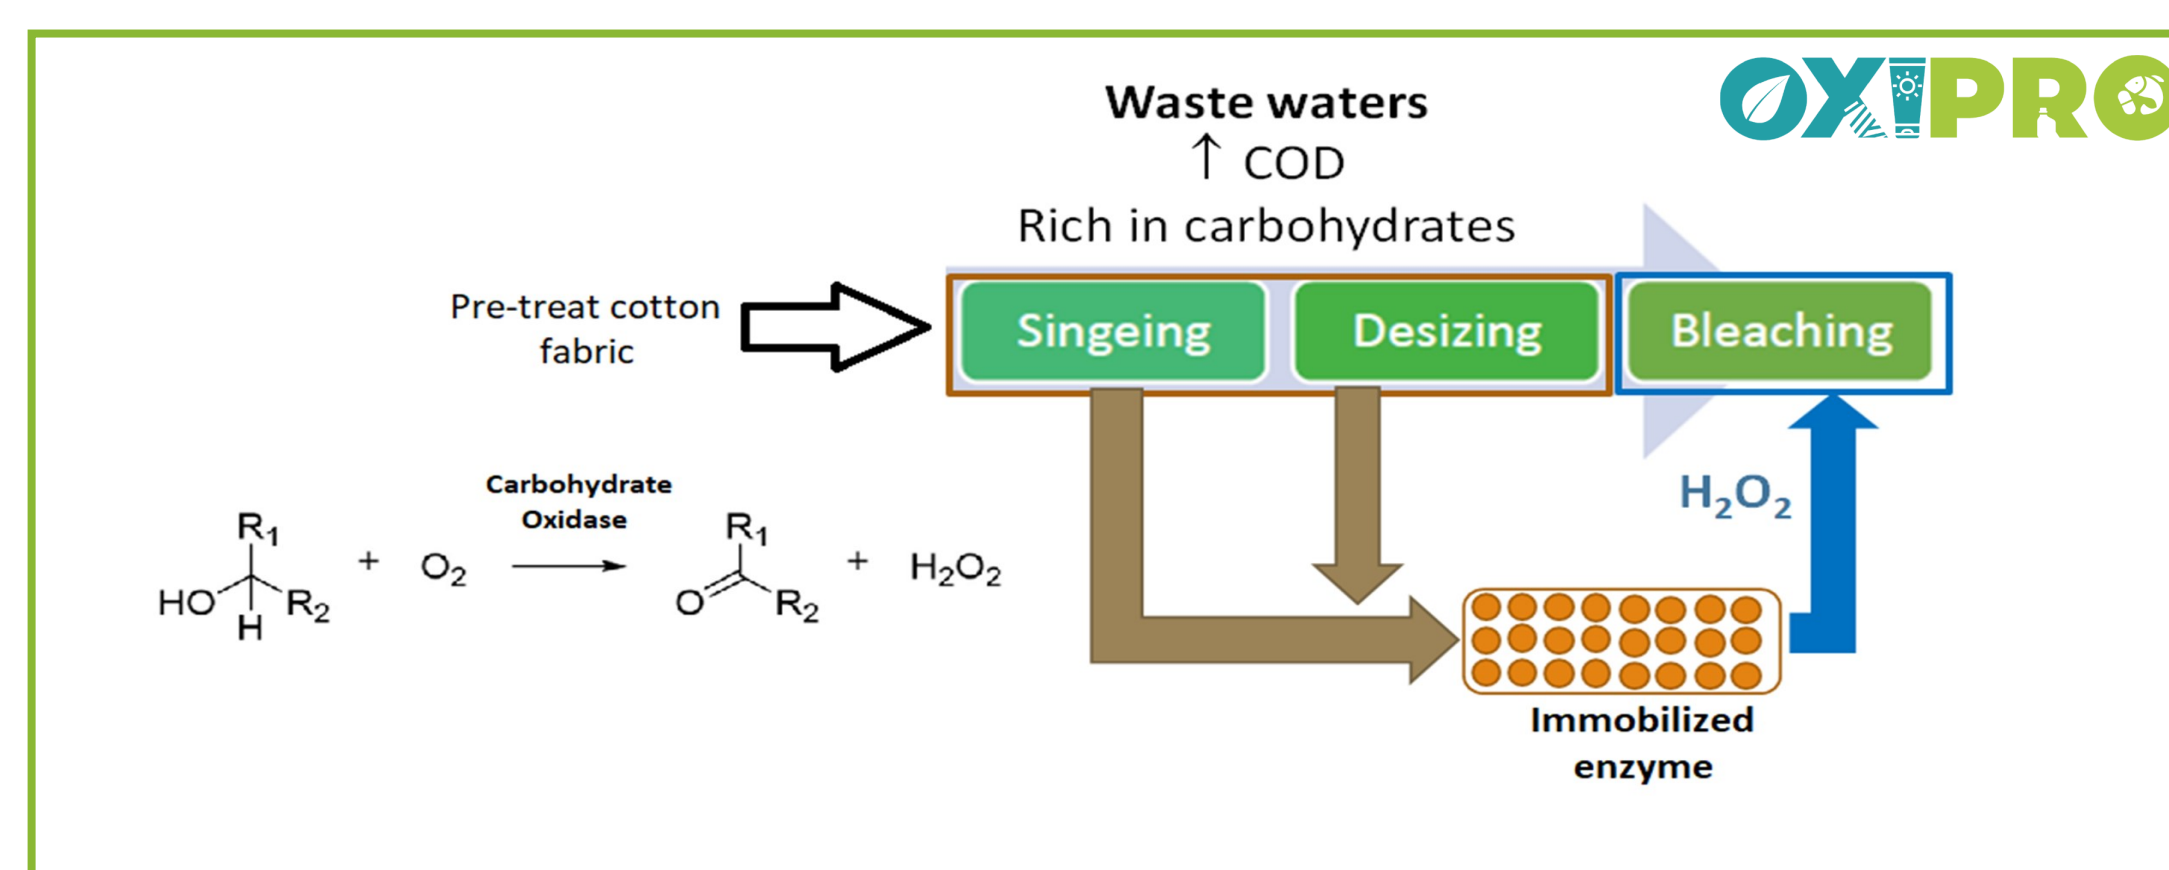 OXIPRO
Waste waters
↑ COD
Rich in carbohydrates
Pre-treat cotton
fabric
Singeing
Desizing
Bleaching
Carbohydrate
Oxidase
R1
HO
R2
H
+ O2
R1
O
R2
+ H2O2
H2O2
Immobilized
enzyme